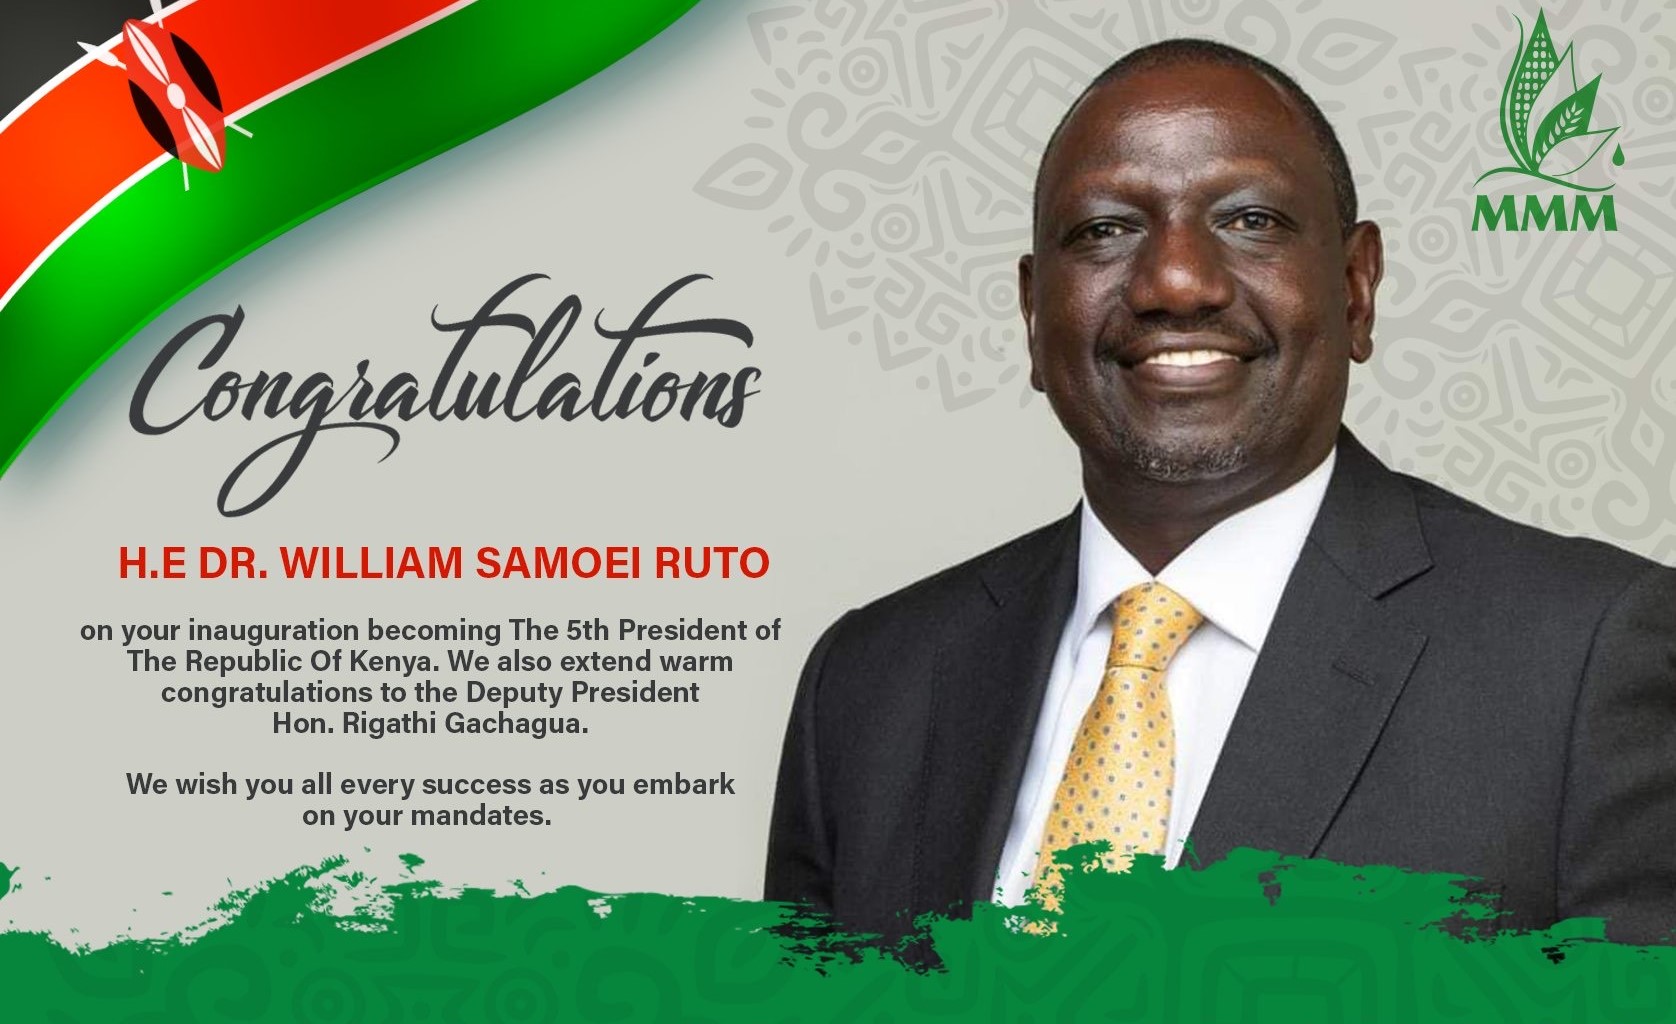 MMM
Congratulations
H.E DR. WILLIAM SAMOEI RUTO
on your inauguration becoming The 5th President of
The Republic Of Kenya. We also extend warm
congratulations to the Deputy President
Hon. Rigathi Gachagua.
We wish you all every success as you embark
on your mandates.